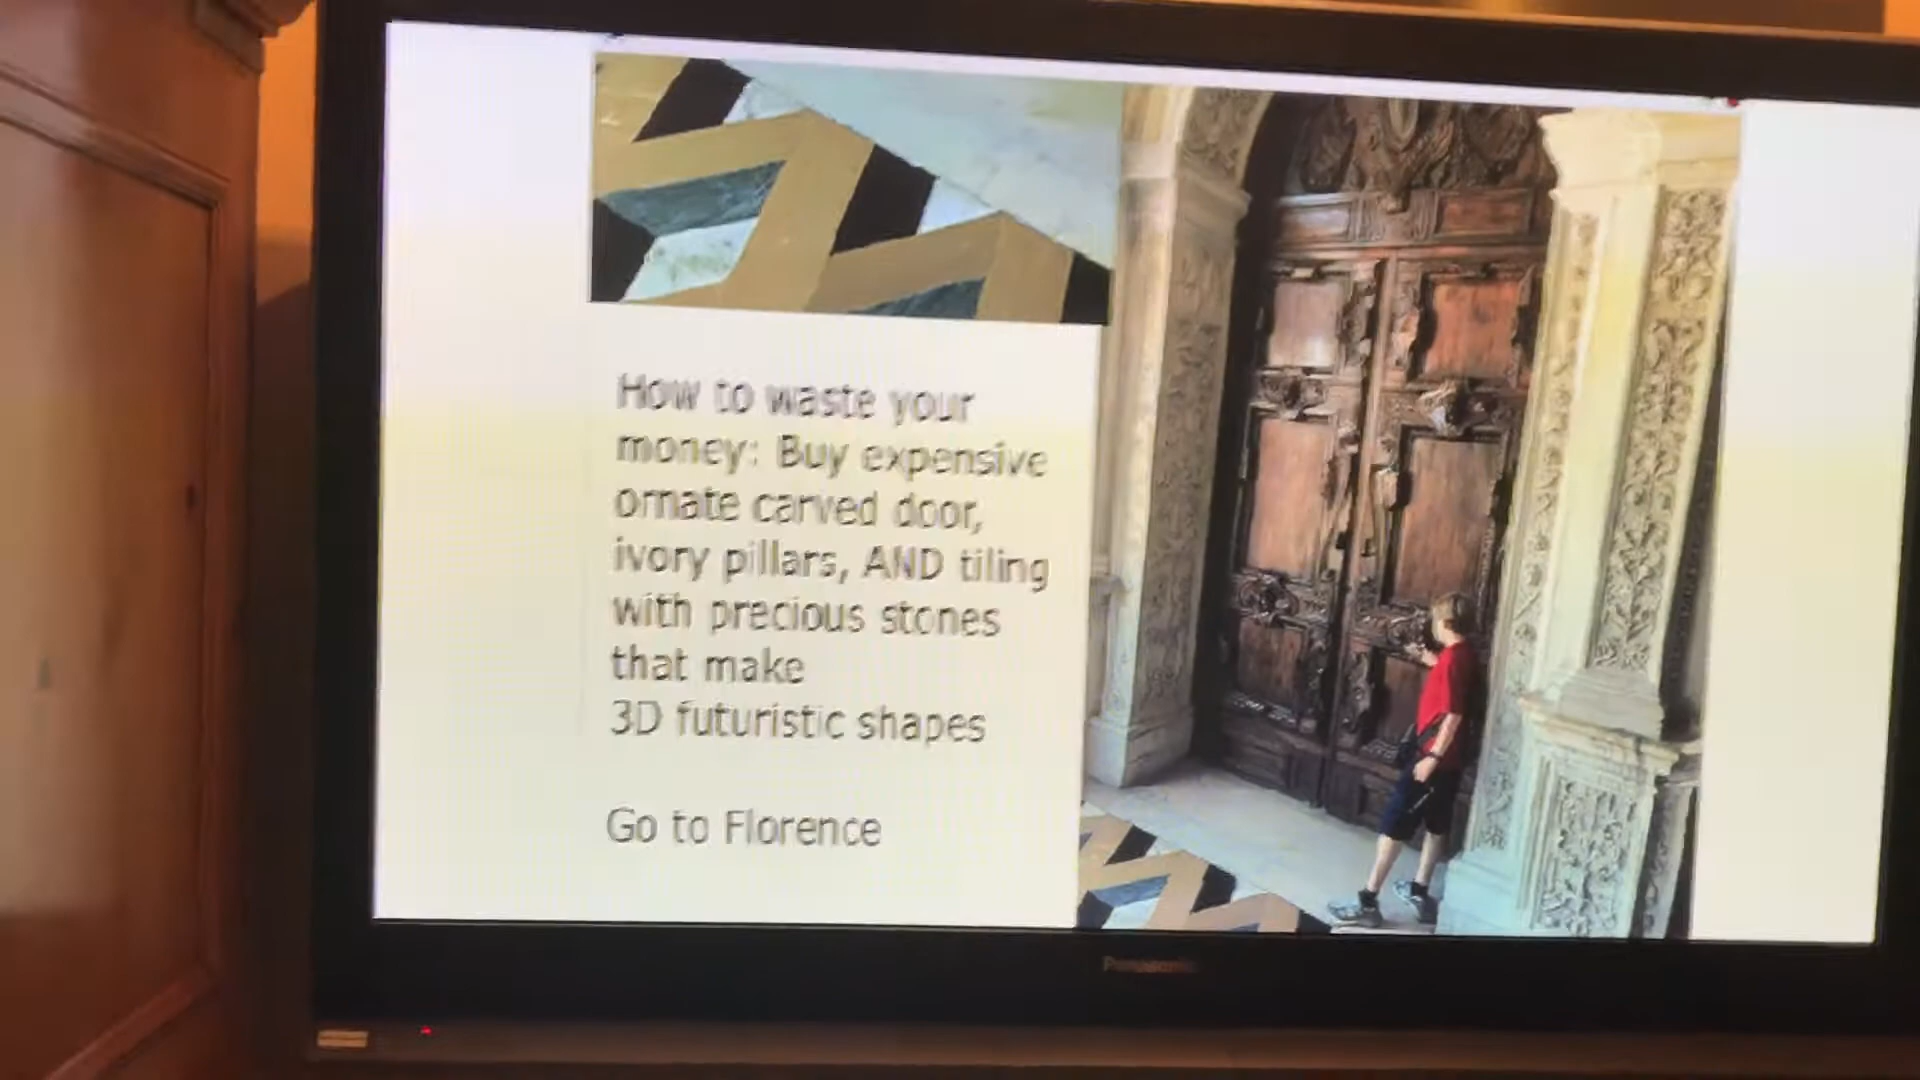 How to waste your
money: Buy expensive
ornate carved door,
ivory pillars, AND tiling
with precious stones
that make
3D futuristic shapes
Go to Florence
Panasonic